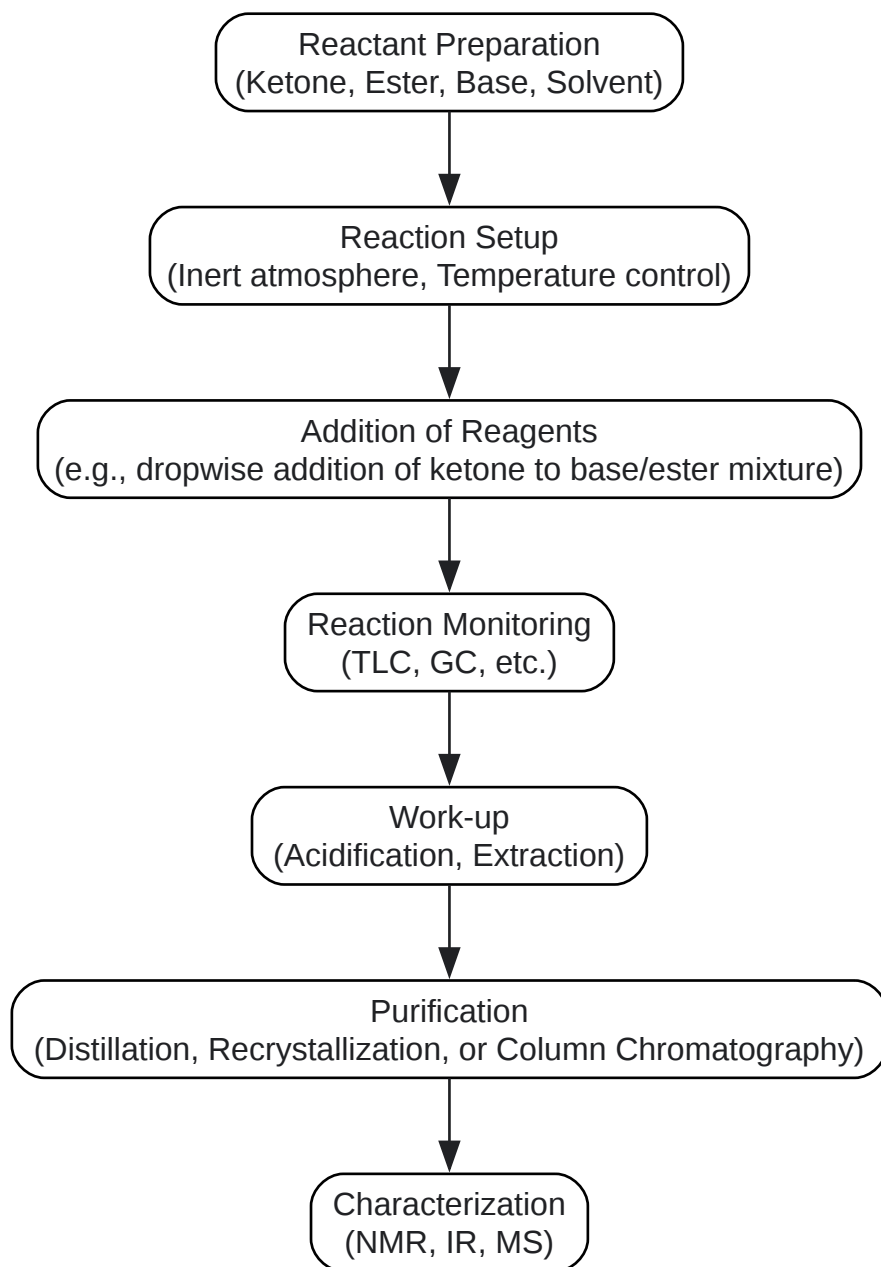 Reactant Preparation
(Ketone, Ester, Base, Solvent)
Reaction Setup
(Inert atmosphere, Temperature control)
Addition of Reagents
(e.g., dropwise addition of ketone to base/ester mixture)
Reaction Monitoring
(TLC, GC, etc.)
Work-up
(Acidification, Extraction)
Purification
(Distillation, Recrystallization, or Column Chromatography)
Characterization
(NMR, IR, MS)